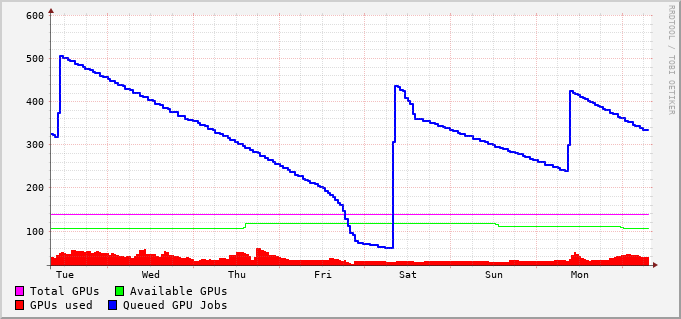 600
500
400
300
200
100
Tue Wed Thu Fri Sat Sun Mon
Total GPUs Available GPUs
GPUs used Queued GPU Jobs
RRDTOOL / TOBI OETIKER